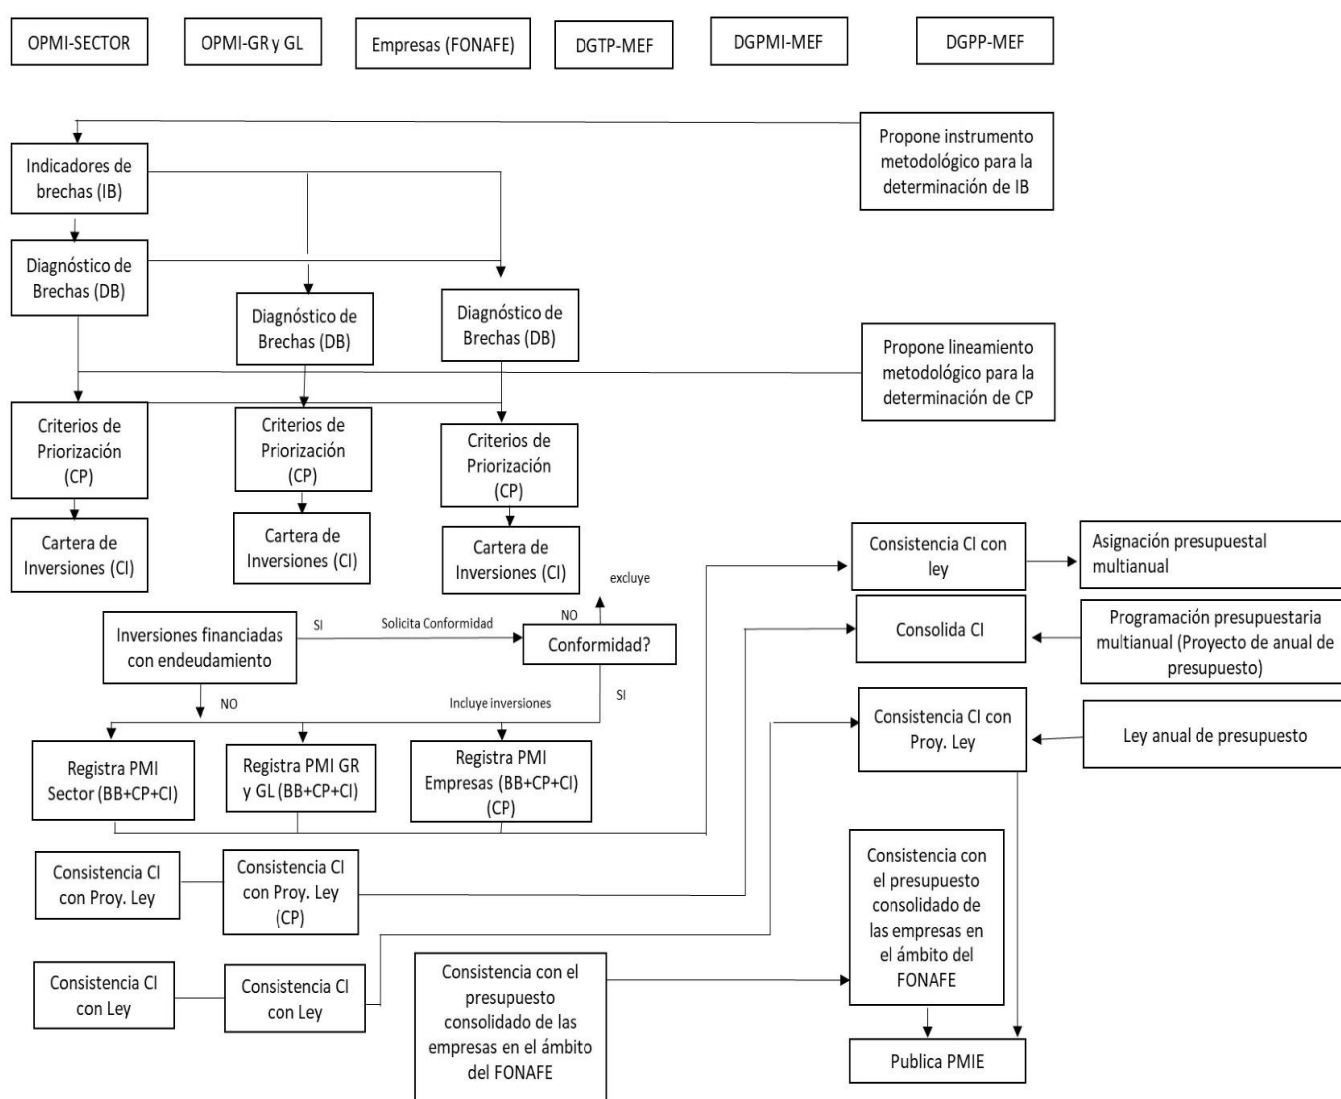 OPMI-SECTOR
OPMI-GR y GL
Empresas (FONAFE)
DGTP-MEF
DGPMI-MEF
DGPP-MEF
Propone instrumento
metodológico para la
determinación de IB
Indicadores de
brechas (IB)
Diagnóstico de
Brechas (DB)
Diagnóstico de
Brechas (DB)
Diagnóstico de
Brechas (DB)
Propone lineamiento
metodológico para la
determinación de CP
Criterios de
Priorización
(CP)
Criterios de
Priorización
(CP)
Criterios de
Priorización
(CP)
Cartera de
Inversiones (CI)
Cartera de
Inversiones (CI)
Cartera de
Inversiones (CI)
Consistencia CI con
ley
Asignación presupuestal
multianual
excluye
NO
Inversiones financiadas
con endeudamiento
SI
Solicita Conformidad
Conformidad?
Consolida CI
Programación presupuestaria
multianual (Proyecto de anual de
presupuesto)
NO
Incluye inversiones
SI
Consistencia CI con
Proy. Ley
Ley anual de presupuesto
Registra PMI
Sector (BB+CP+CI)
Registra PMI GR
y GL (BB+CP+CI)
Registra PMI
Empresas (BB+CP+CI)
(CP)
Consistencia CI
con Proy. Ley
Consistencia CI
con Proy. Ley
(CP)
Consistencia con
el presupuesto
consolidado de
las empresas en
el ámbito del
FONAFE
Consistencia CI
con Ley
Consistencia CI
con Ley
Consistencia con el
presupuesto
consolidado de las
empresas en el ámbito
del FONAFE
Publica PMIE